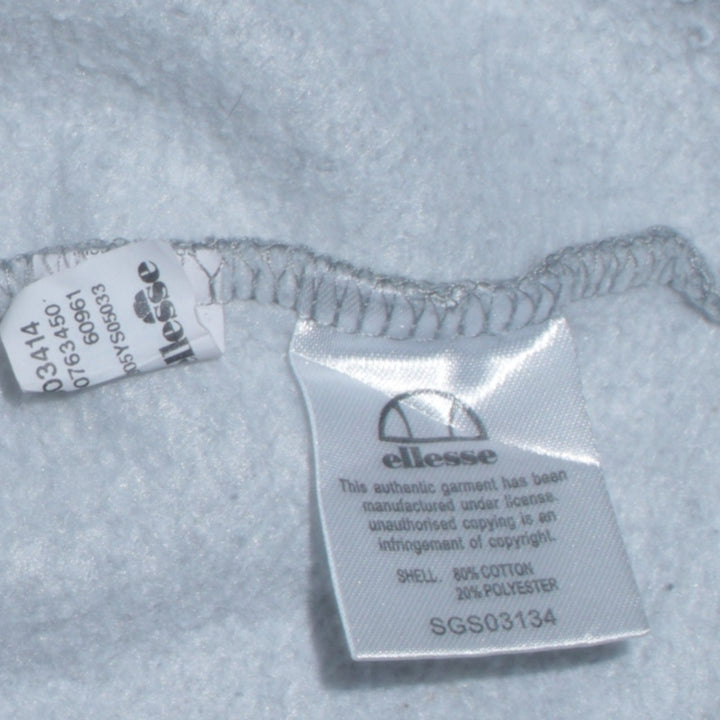 ellesse
05YS05033
60961
0763450
03414
ellesse
This authentic garment has been
manufactured under license.
unauthorised copying is an
infringement of copyright.
SHELL. 80% COTTON
20% POLYESTER
SGS03134